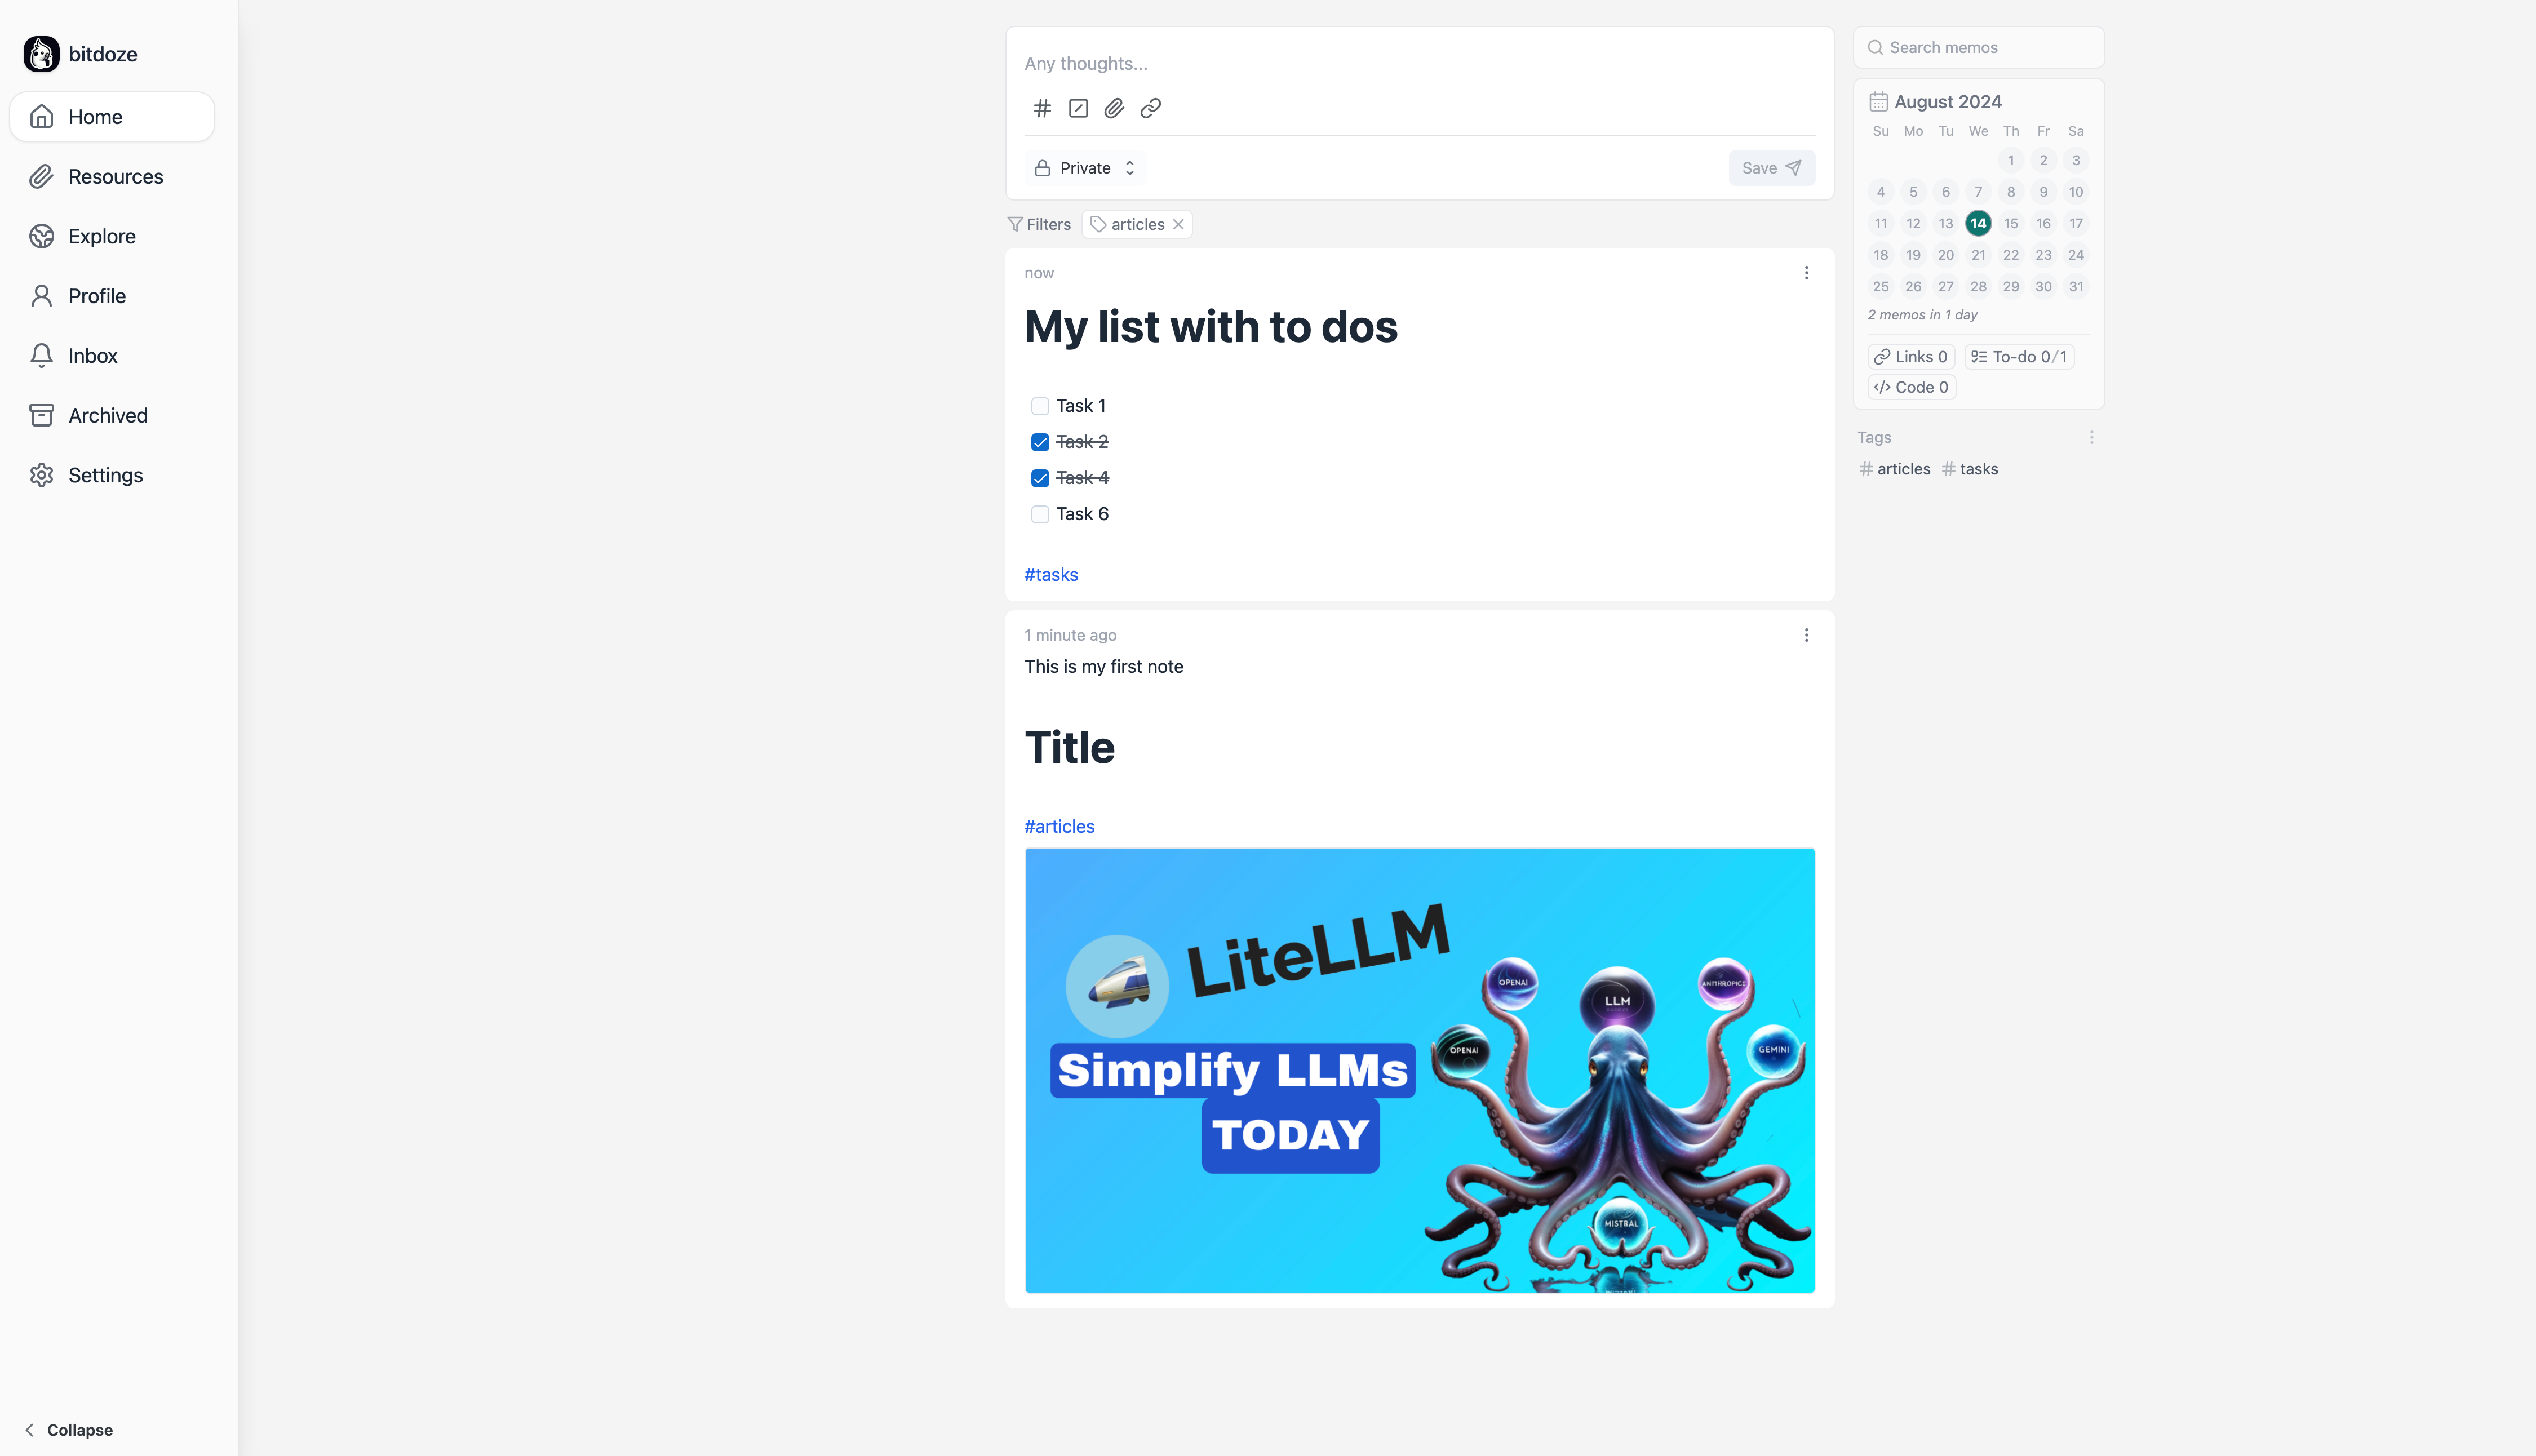 bitdoze
Home
Resources
Explore
Profile
Inbox
Archived
Settings
Collapse
Any thoughts...
Private
Save
Filters
articles
now
My list with to dos
Task 1
Task 2
Task 4
Task 6
#tasks
1 minute ago
This is my first note
Title
#articles
LiteLLM
Simplify LLMs
TODAY
OPENAI
LLM
ANTHROPICS
OPENAI
GEMINI
MISTRAL
Search memos
August 2024
Su Mo Tu We Th Fr Sa
1 2 3
4 5 6 7 8 9 10
11 12 13 14 15 16 17
18 19 20 21 22 23 24
25 26 27 28 29 30 31
2 memos in 1 day
Links 0 To-do 0/1
Code 0
Tags
# articles # tasks